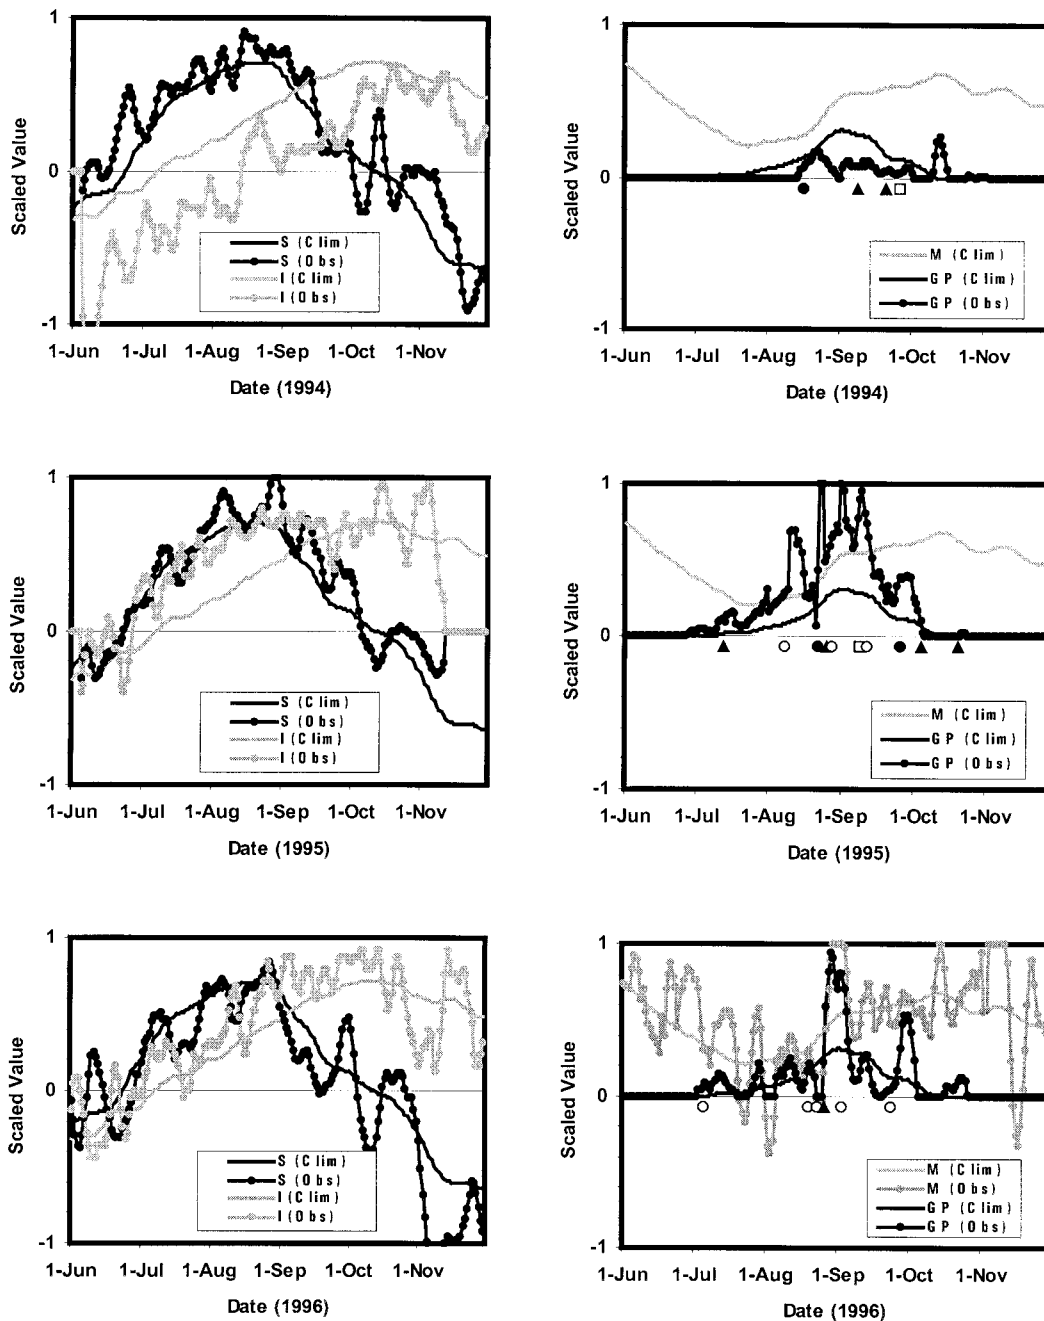 1
Scaled Value
0
-1
S (Clim)
S (Obs)
I (Clim)
I (Obs)
1-Jun 1-Jul 1-Aug 1-Sep 1-Oct 1-Nov
Date (1994)
1
Scaled Value
0
-1
M (Clim)
GP (Clim)
GP (Obs)
1-Jun 1-Jul 1-Aug 1-Sep 1-Oct 1-Nov
Date (1994)
1
Scaled Value
0
-1
S (Clim)
S (Obs)
I (Clim)
I (Obs)
1-Jun 1-Jul 1-Aug 1-Sep 1-Oct 1-Nov
Date (1995)
1
Scaled Value
0
-1
M (Clim)
GP (Clim)
GP (Obs)
1-Jun 1-Jul 1-Aug 1-Sep 1-Oct 1-Nov
Date (1995)
1
Scaled Value
0
-1
S (Clim)
S (Obs)
I (Clim)
I (Obs)
1-Jun 1-Jul 1-Aug 1-Sep 1-Oct 1-Nov
Date (1996)
1
Scaled Value
0
-1
M (Clim)
M (Obs)
GP (Clim)
GP (Obs)
1-Jun 1-Jul 1-Aug 1-Sep 1-Oct 1-Nov
Date (1996)